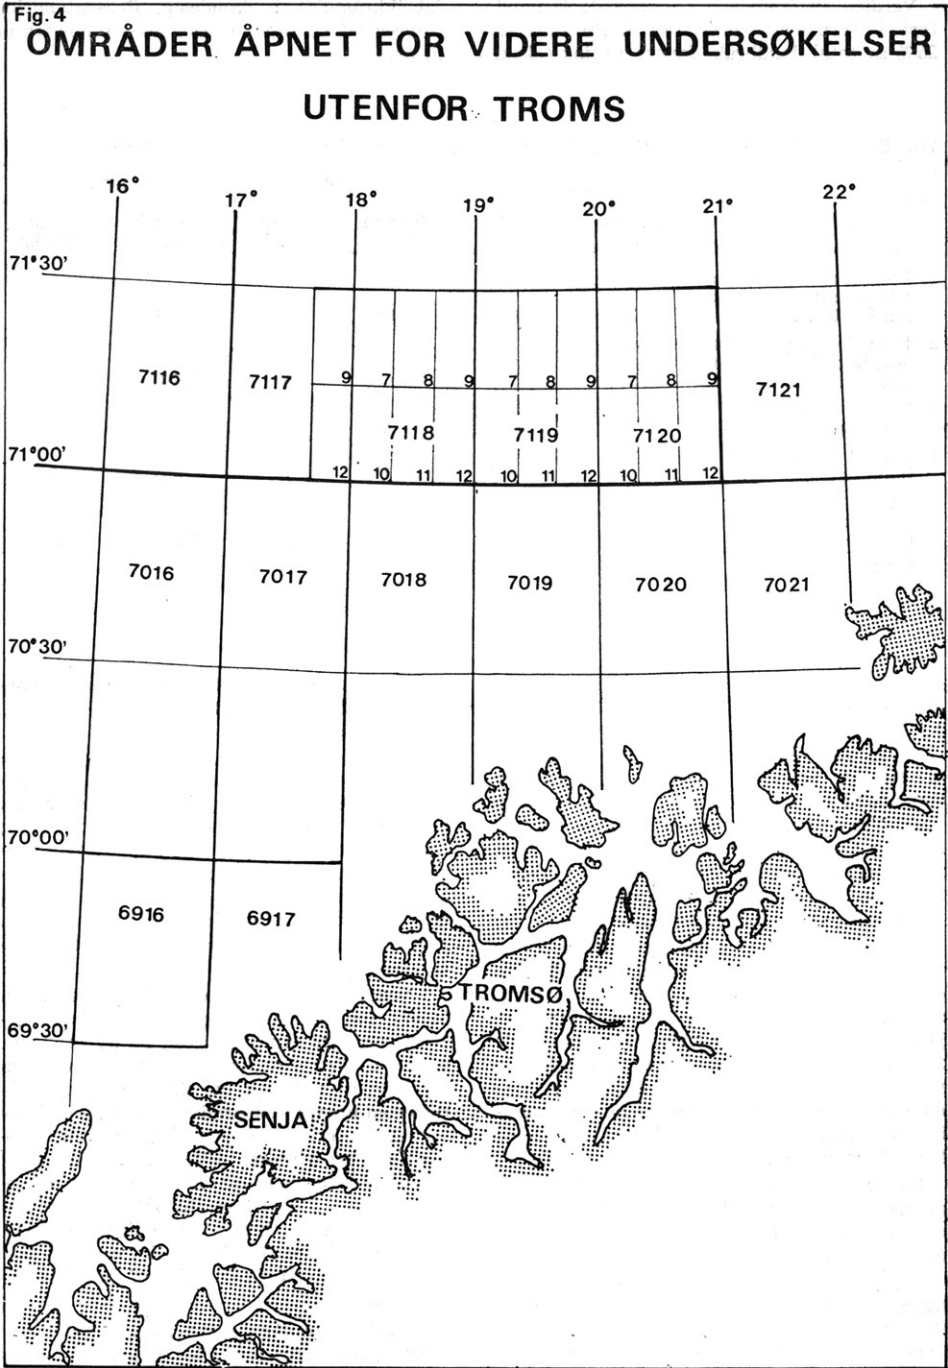 Fig. 4
OMRÅDER ÅPNET FOR VIDERE UNDERSØKELSER
UTENFOR TROMS
16° 17° 18° 19° 20° 21° 22°
71°30'
7116 7117 9 7 8 9 7 8 9 7 8 9 7121
7118 7119 7120
71°00'
12 10 11 12 10 11 12 10 11 12
7016 7017 7018 7019 7020 7021
70°30'
70°00'
6916 6917
TROMSØ
69°30'
SENJA